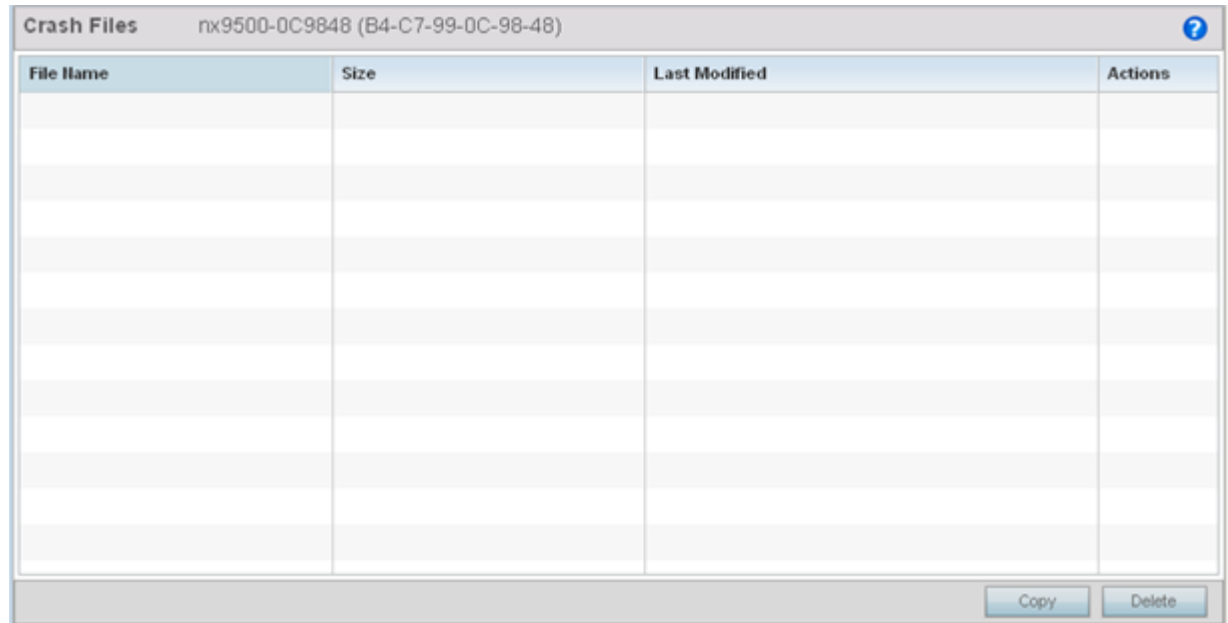 Crash Files nx9500-0C9848 (B4-C7-99-0C-98-48) ?
File Name Size Last Modified Actions
Copy Delete